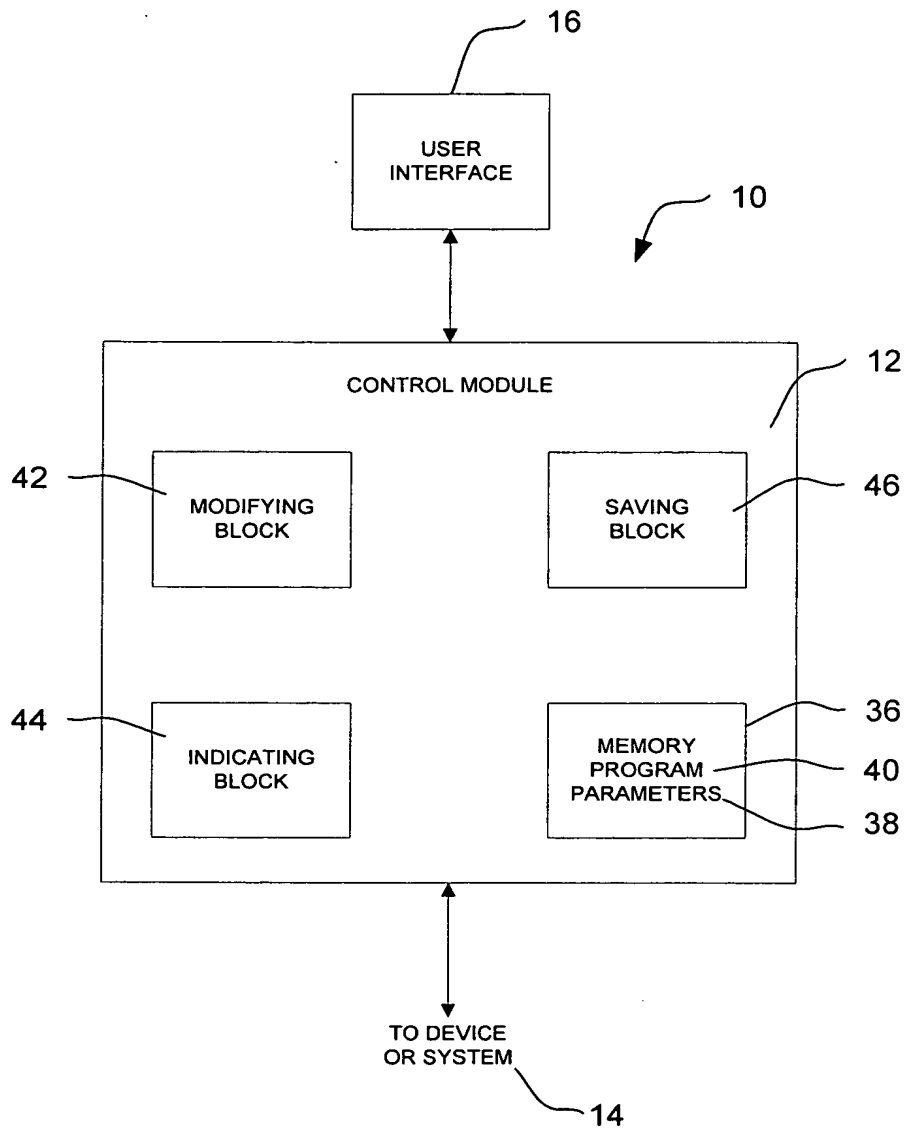 16
USER
INTERFACE
10
12
CONTROL MODULE
42
MODIFYING
BLOCK
SAVING
BLOCK
46
44
INDICATING
BLOCK
36
MEMORY
PROGRAM
40
PARAMETERS
38
TO DEVICE
OR SYSTEM
14